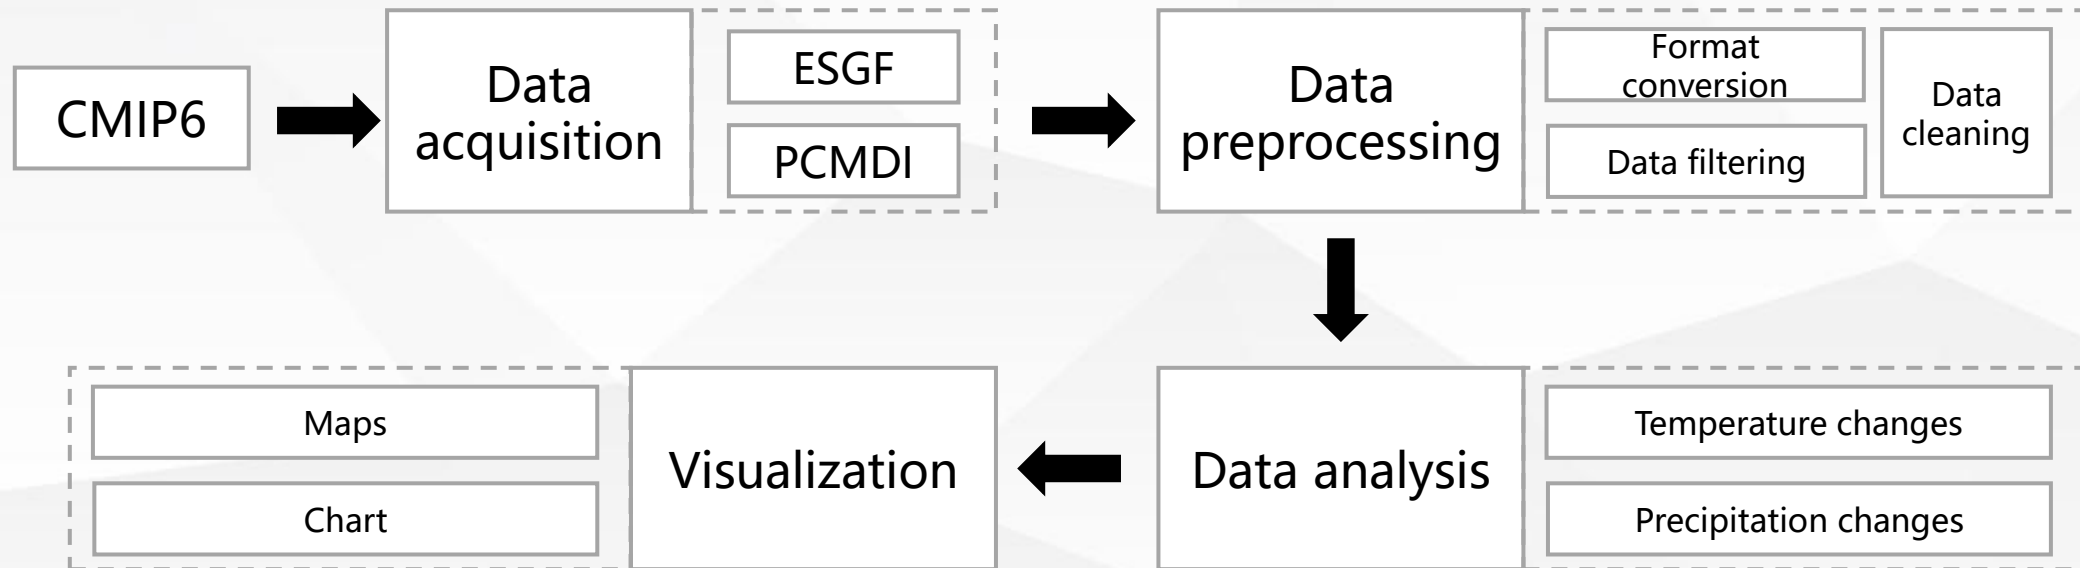 CMIP6
Data
acquisition
ESGF
PCMDI
Data
preprocessing
Format
conversion
Data filtering
Data
cleaning
Maps
Chart
Visualization
Data analysis
Temperature changes
Precipitation changes